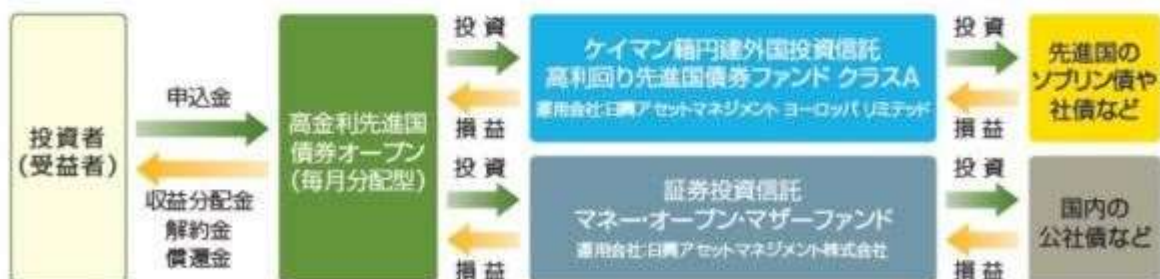 投資者
(受益者)
申込金
収益分配金
解約金
償還金
高金利先進国
債券オープン
(毎月分配型)
投資
損益
ケイマン籍円建外国投資信託
高利回り先進国債券ファンド クラスA
運用会社:日興アセットマネジメント ヨーロッパ リミテッド
投資
損益
先進国の
ソブリン債や
社債など
投資
損益
証券投資信託
マネー・オープン・マザーファンド
運用会社:日興アセットマネジメント株式会社
投資
損益
国内の
公社債など